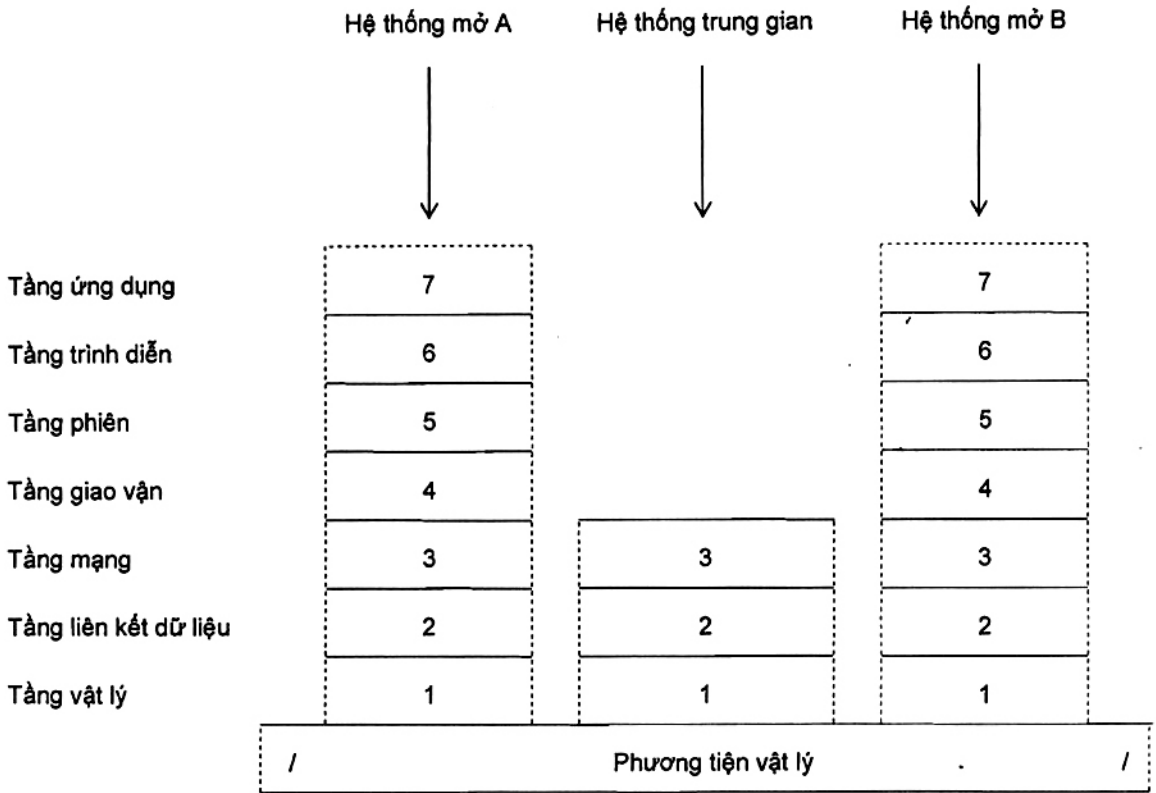 Hệ thống mở A Hệ thống trung gian Hệ thống mở B
Tầng ứng dụng 7 7
Tầng trình diễn 6 6
Tầng phiên 5 5
Tầng giao vận 4 4
Tầng mạng 3 3 3
Tầng liên kết dữ liệu 2 2 2
Tầng vật lý 1 1 1
/ Phương tiện vật lý /